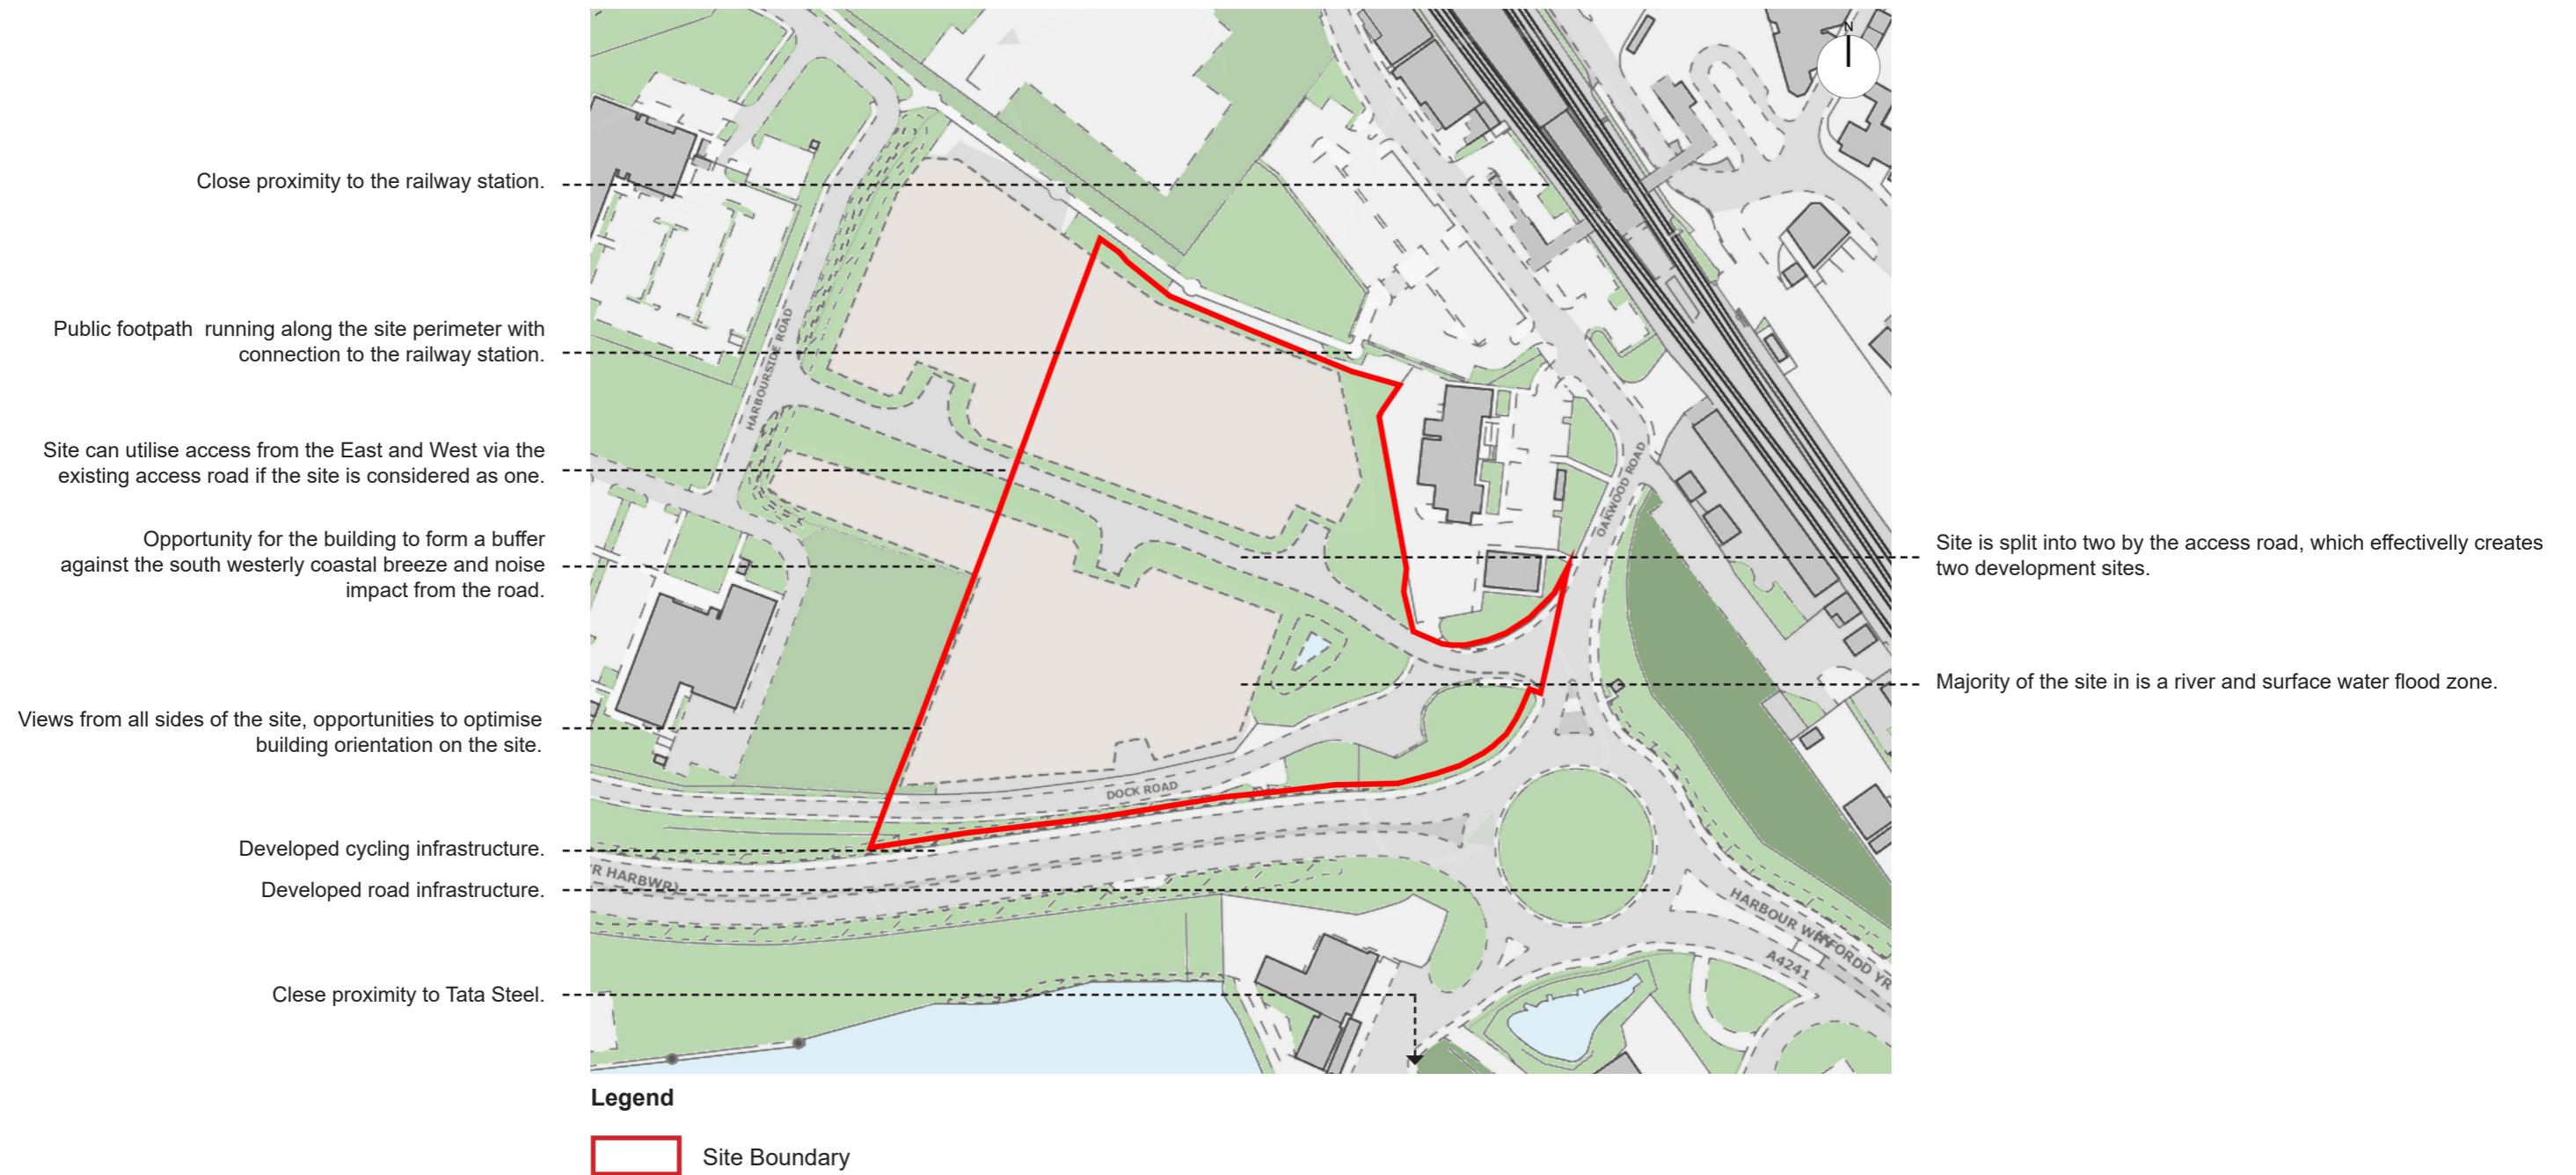 N
Close proximity to the railway station.
Public footpath  running along the site perimeter with
connection to the railway station.
HARBOURSIDE ROAD
Site can utilise access from the East and West via the
existing access road if the site is considered as one.
OAKWOOD ROAD
Opportunity for the building to form a buffer
against the south westerly coastal breeze and noise
impact from the road.
Site is split into two by the access road, which effectivelly creates
two development sites.
Majority of the site in is a river and surface water flood zone.
Views from all sides of the site, opportunities to optimise
building orientation on the site.
DOCK ROAD
Developed cycling infrastructure.
YR HARBWR)
Developed road infrastructure.
HARBOUR WAY
FFORDD YR
A4241
Clese proximity to Tata Steel.
Legend
Site Boundary